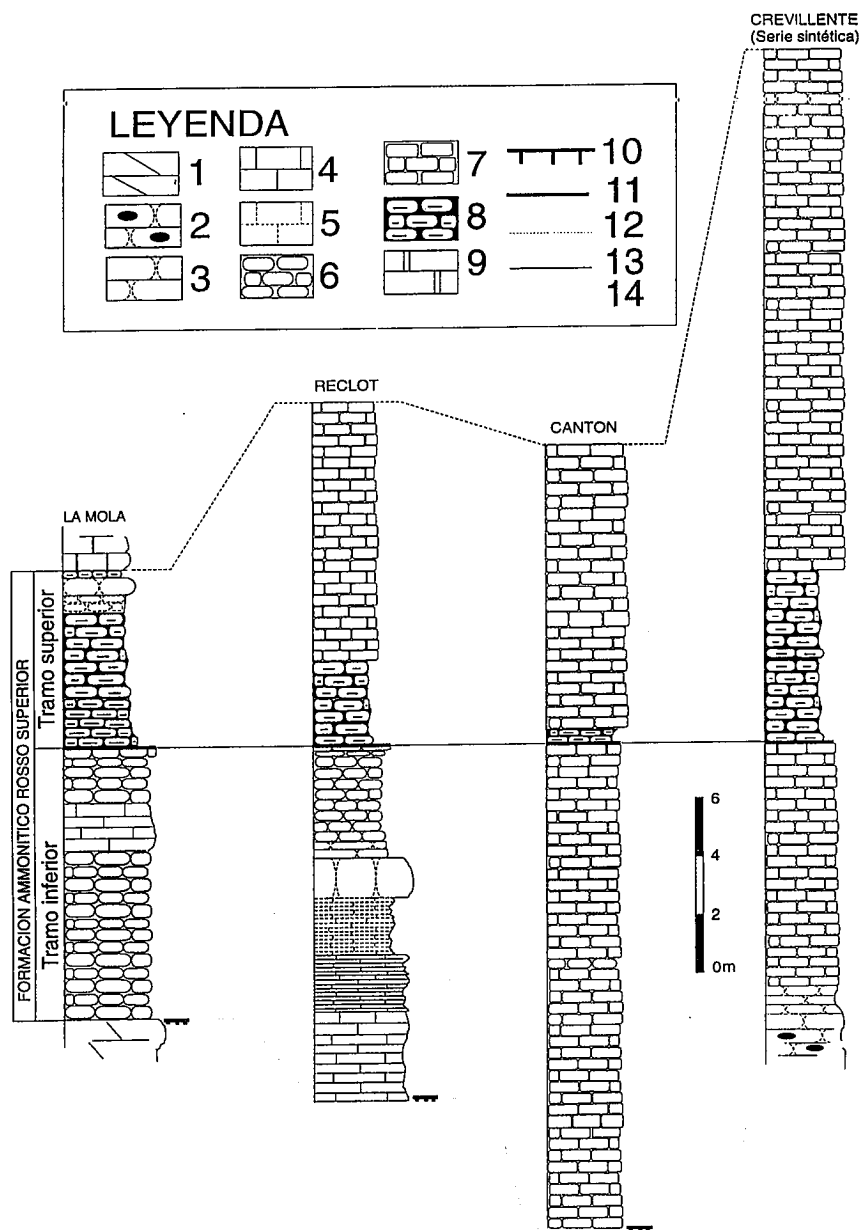 CREVILLENTE
(Serie sintética)
LEYENDA
1
2
3
4
5
6
7
8
9
10
11
12
13
14
RECLOT
CANTON
LA MOLA
FORMACION AMMONITICO ROSSO SUPERIOR
Tramo superior
Tramo inferior
6
4
2
0m